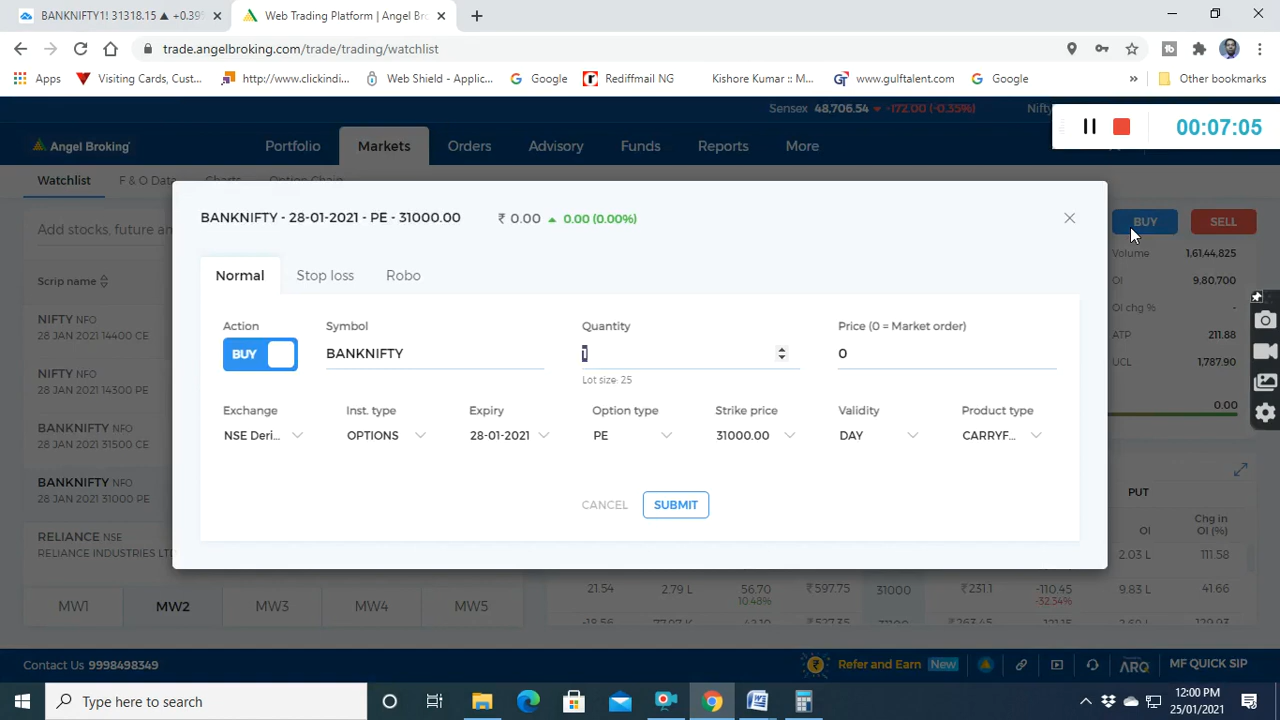 BANKNIFTY1! 31318.15 ▲ +0.39%
Web Trading Platform | Angel Bro
trade.angelbroking.com/trade/trading/watchlist
Apps Visiting Cards, Cust... http://www.clickindi... Web Shield - Applic... Google Rediffmail NG Kishore Kumar :: M... www.gulftalent.com Google » Other bookmarks
Sensex 48,706.54 -172.00 (-0.35%) Nifty
00:07:05
Angel Broking Portfolio Markets Orders Advisory Funds Reports More
Watchlist F & O Data Charts Option Chain
BANKNIFTY - 28-01-2021 - PE - 31000.00 ₹ 0.00 ▲ 0.00 (0.00%)
Add stocks, future an
BUY SELL
Volume 1,61,44,825
Normal Stop loss Robo
Scrip name
OI 9,80,700
OI chg % -
NIFTY NFO
28 JAN 2021 14400 CE
Action Symbol Quantity Price (0 = Market order)
ATP 211.88
BUY BANKNIFTY 1 0
UCL 1,787.90
Lot size: 25
NIFTY NFO
28 JAN 2021
0.00
Exchange Inst. type Expiry Option type Strike price Validity Product type
NSE Deri... OPTIONS 28-01-2021 PE 31000.00 DAY CARRYF...
BANKNIFTY NFO
28 JAN 2021 31500 CE
BANKNIFTY NFO
28 JAN 2021 31000 PE
PUT
CANCEL SUBMIT
OI Chg in
OI (%)
RELIANCE NSE
RELIANCE INDUSTRIES LTD
2.03 L 111.58
21.54 2.79 L 56.70 ₹597.75 31000 ₹231.1 -110.45 9.83 L 41.66
10.48% -32.34%
MW1 MW2 MW3 MW4 MW5
Contact Us 9998498349 Refer and Earn New ARQ MF QUICK SIP
Type here to search
12:00 PM
25/01/2021